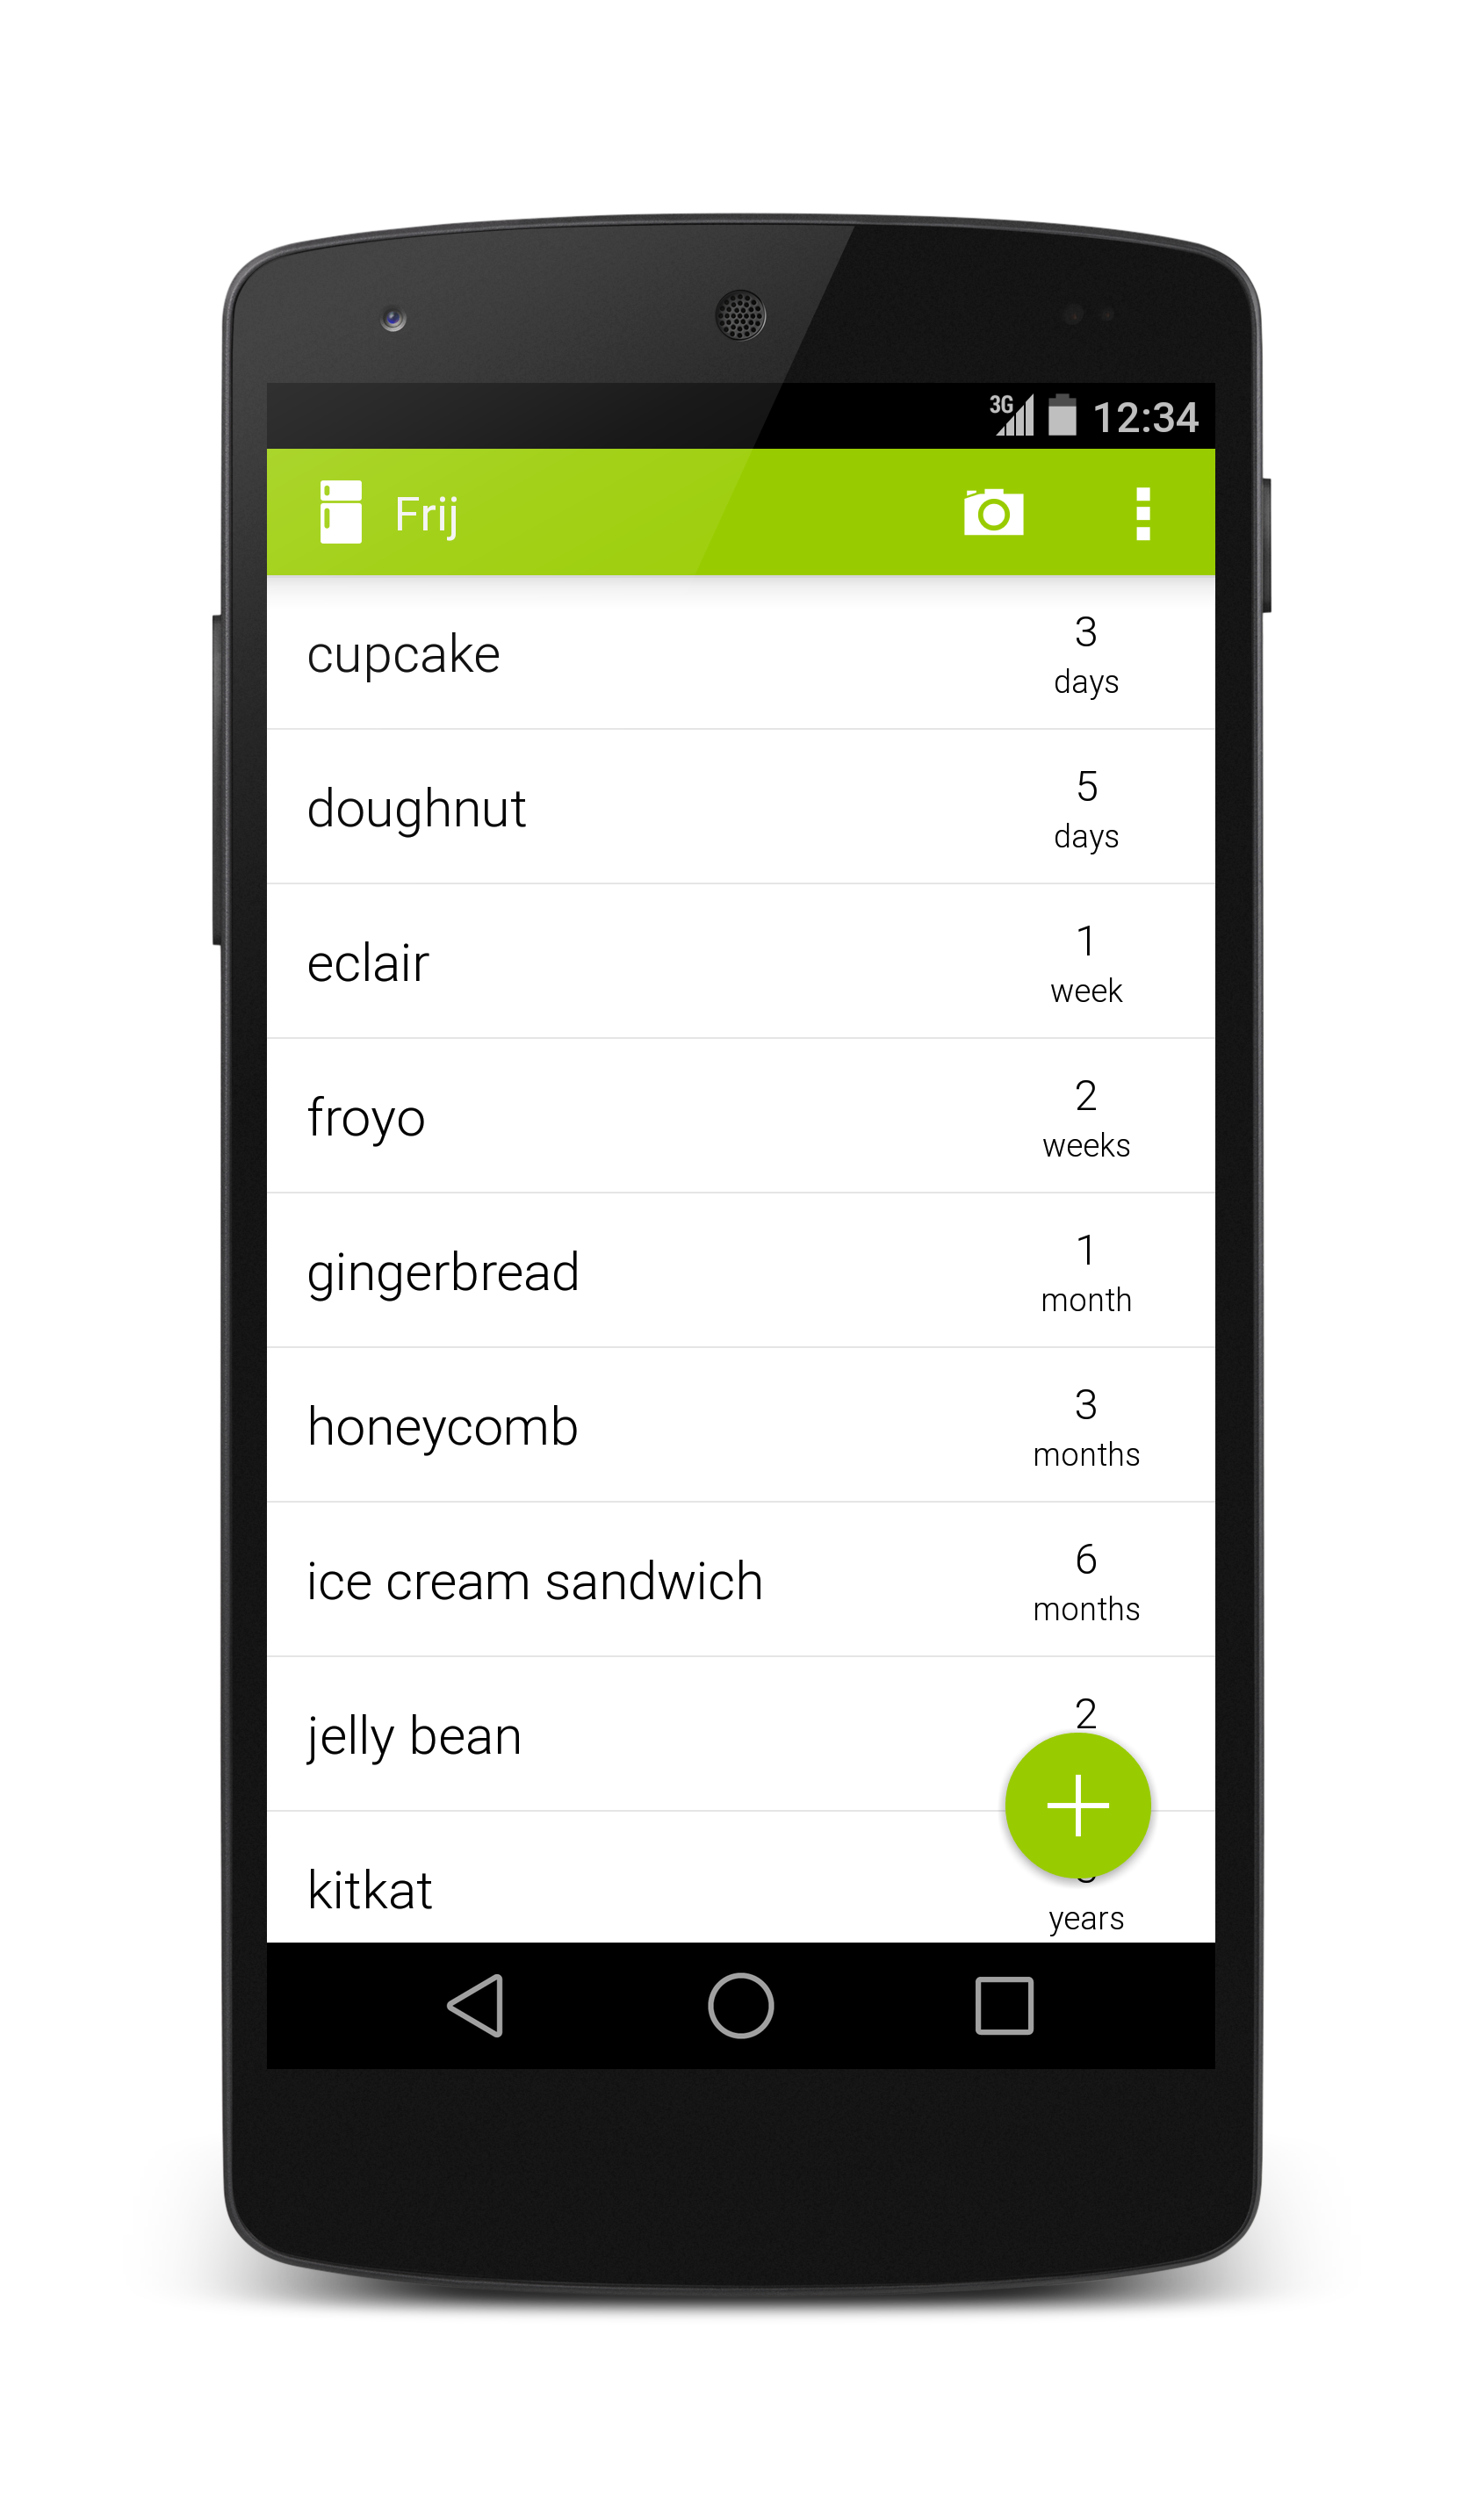 3G 12:34
Frij
cupcake
3
days
doughnut
5
days
eclair
1
week
froyo
2
weeks
gingerbread
1
month
honeycomb
3
months
ice cream sandwich
6
months
jelly bean
2
kitkat
years